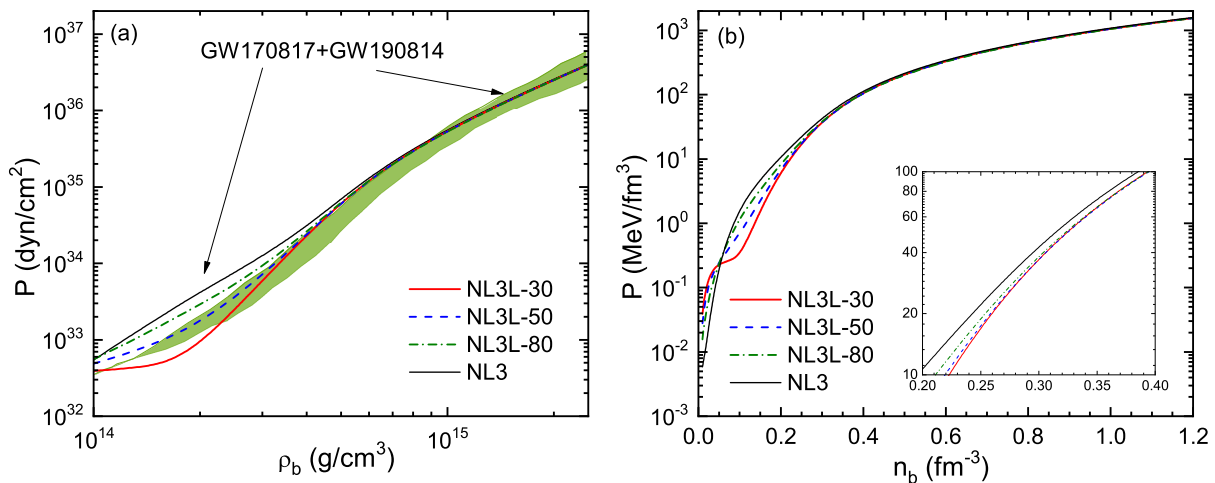 (a)
GW170817+GW190814
10^37
10^36
10^35
10^34
10^33
10^32
P (dyn/cm^2)
NL3L-30
NL3L-50
NL3L-80
NL3
10^14
10^15
ρ_b (g/cm^3)
(b)
10^3
10^2
10^1
10^0
10^-1
10^-2
10^-3
P (MeV/fm^3)
NL3L-30
NL3L-50
NL3L-80
NL3
100
80
60
40
20
10
0.20 0.25 0.30 0.35 0.40
0.0 0.2 0.4 0.6 0.8 1.0 1.2
n_b (fm^-3)